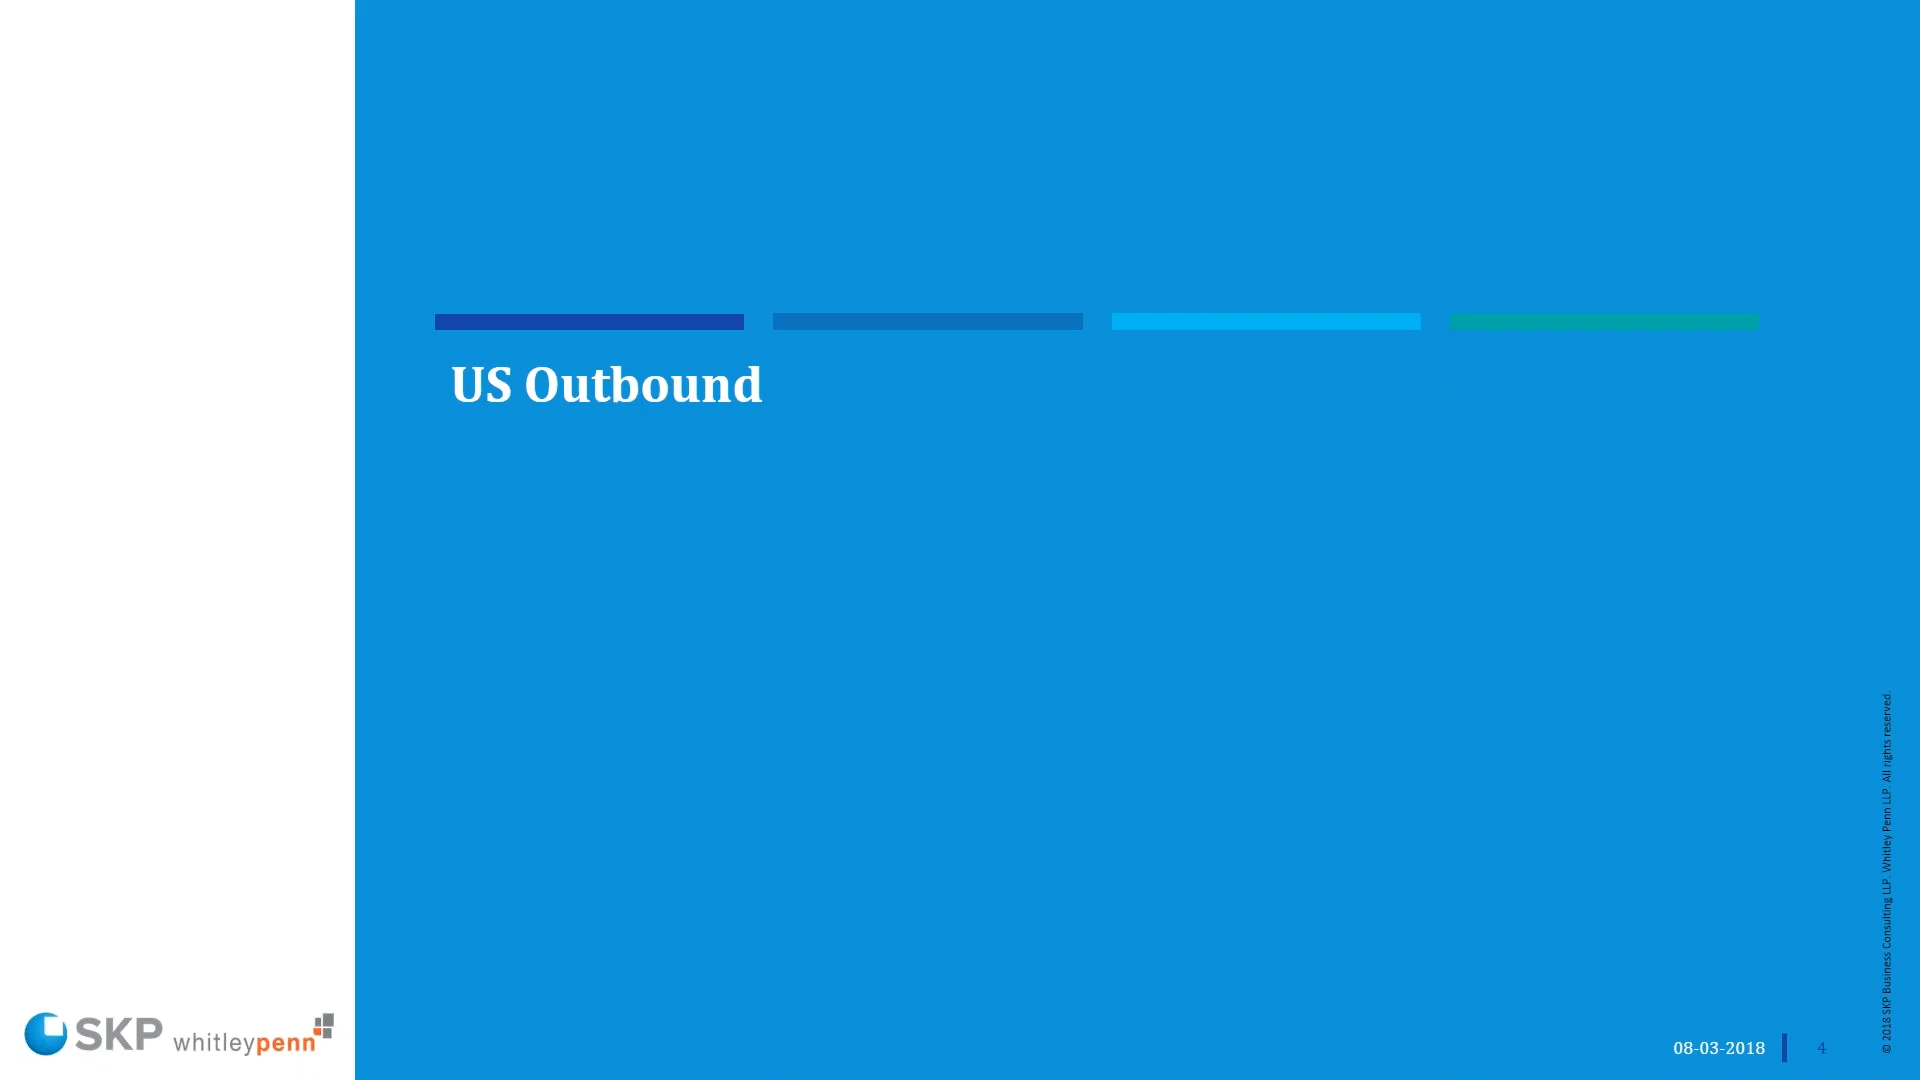 US Outbound
© 2018 SKP Business Consulting LLP. Whitley Penn LLP. All rights reserved.
SKP whitleypenn
08-03-2018 4